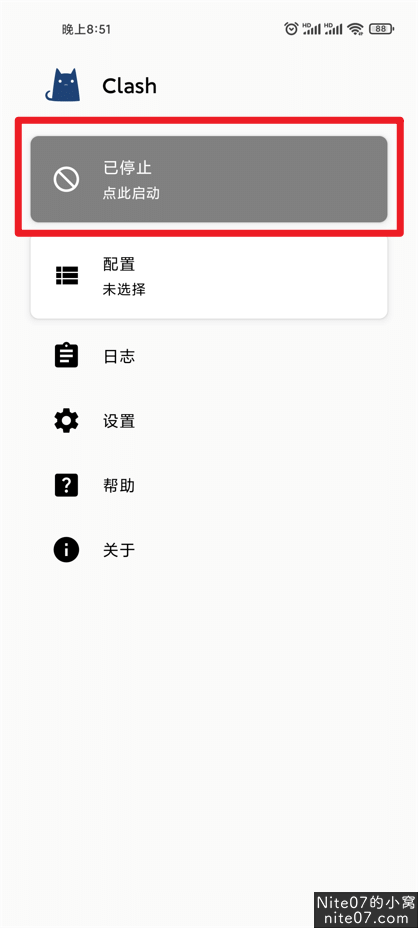 晚上8:51
HD HD 88
Clash
已停止
点此启动
配置
未选择
日志
设置
帮助
关于
Nite07的小窝
nite07.com